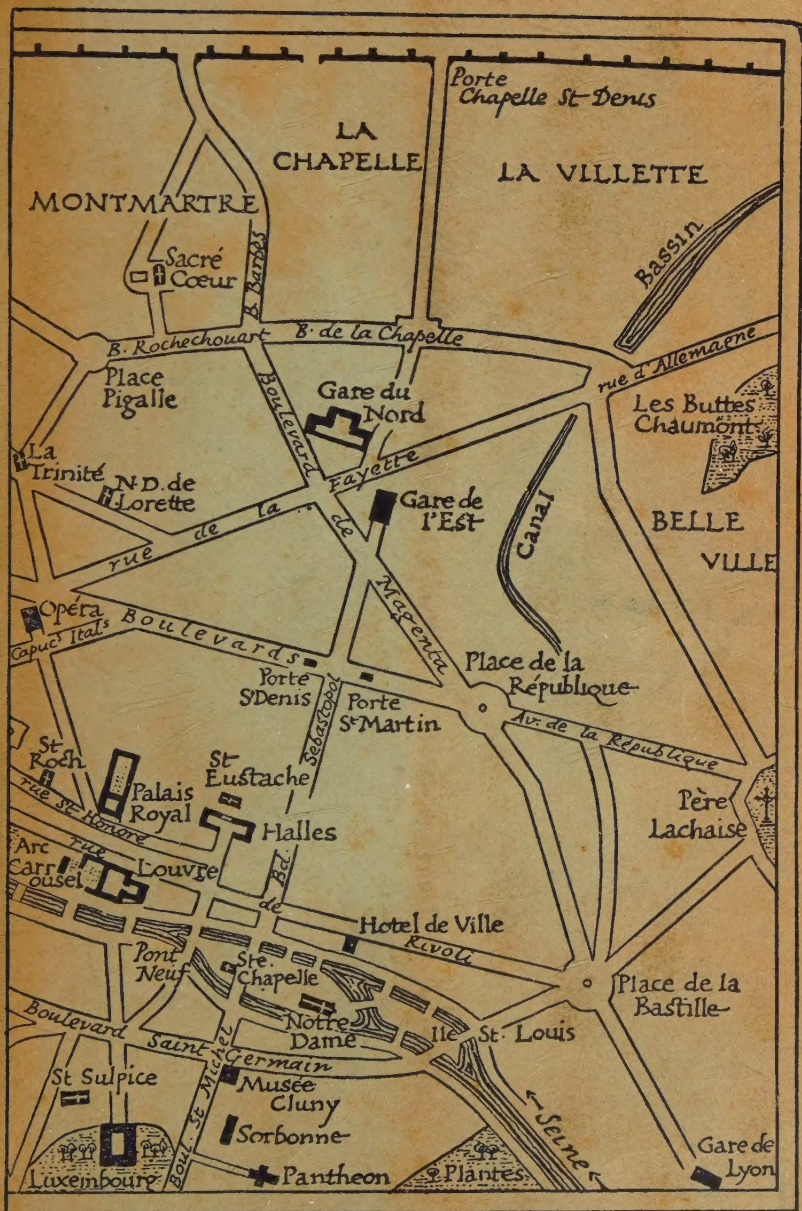 Porte
Chapelle St Denis
LA
CHAPELLE
LA VILLETTE
MONTMARTRE
Bassin
Sacré
Cœur
B. Barbès
B. Rochechouart
B. de la Chapelle
rue d'Allemagne
Place
Pigalle
Gare du
Nord
Les Buttes
Chaumont
La
Trinité
N.D. de
Lorette
Boulevard de Magenta
rue de la Fayette
Gare de
l'Est
Canal
BELLE
VILLE
Opéra
Capucs Itals
Boulevards
Porte
St Denis
Porte
St Martin
Place de la
République
Av. de la République
Bd. Sebastopol
St
Roch
Palais
Royal
St
Eustache
Halles
Père
Lachaise
rue St Honoré
Arc
Carr
ousel
Louvre
rue de Rivoli
Hotel de Ville
Pont
Neuf
Ste.
Chapelle
Notre
Dame
Ile St. Louis
Place de la
Bastille
Boulevard Saint Germain
Boul. St Michel
St Sulpice
Musée
Cluny
Sorbonne
Pantheon
Luxembourg
Plantes
Seine
Gare de
Lyon